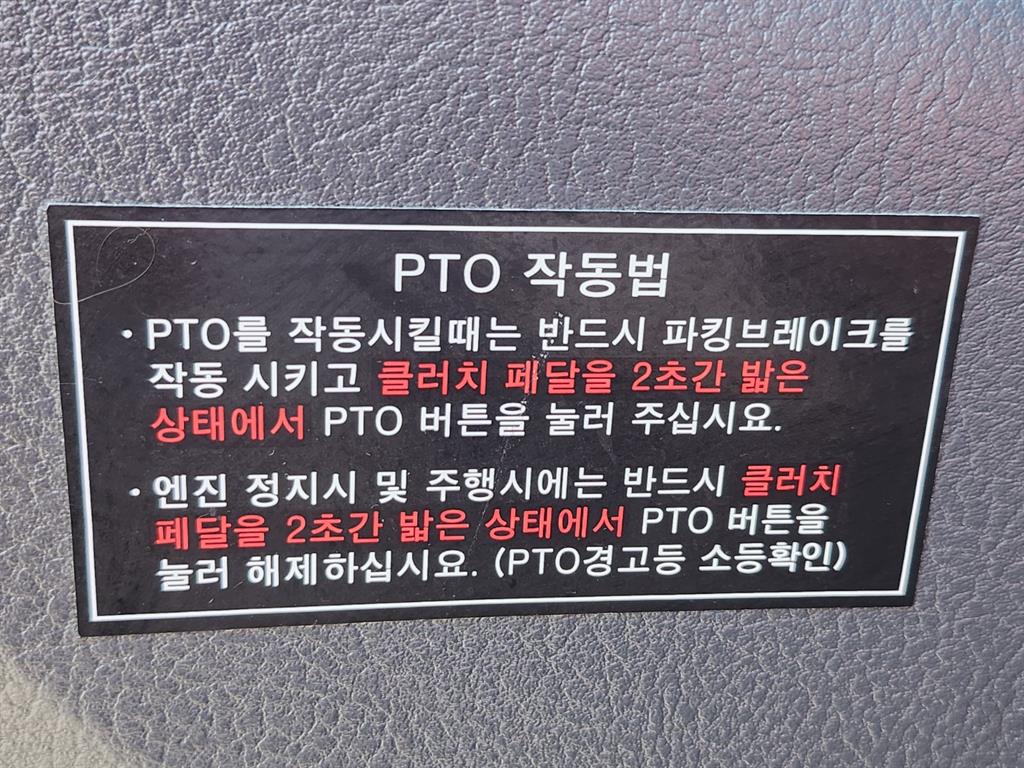 PTO 작동법
· PTO를 작동시킬때는 반드시 파킹브레이크를
작동 시키고 클러치 페달을 2초간 밟은
상태에서 PTO 버튼을 눌러 주십시요.
· 엔진 정지시 및 주행시에는 반드시 클러치
페달을 2초간 밟은 상태에서 PTO 버튼을
눌러 해제하십시요. (PTO경고등 소등확인)